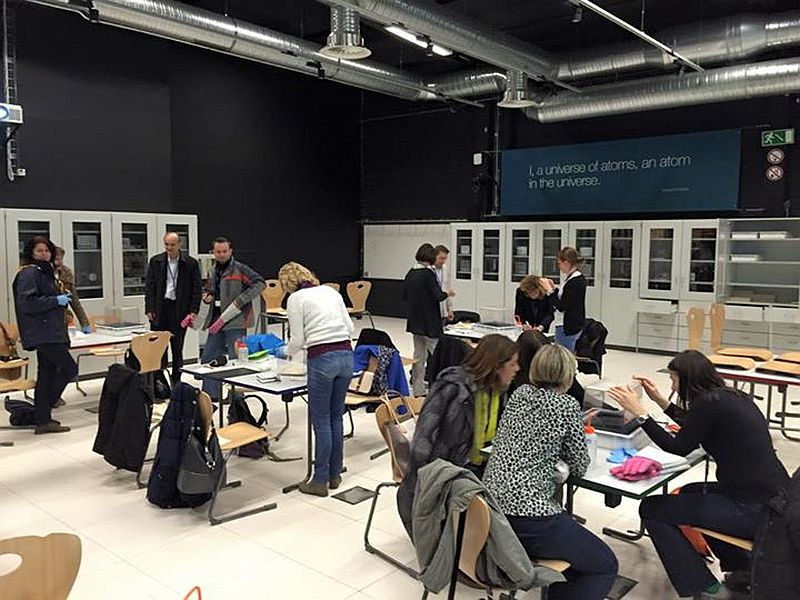 I, a universe of atoms, an atom
in the universe.